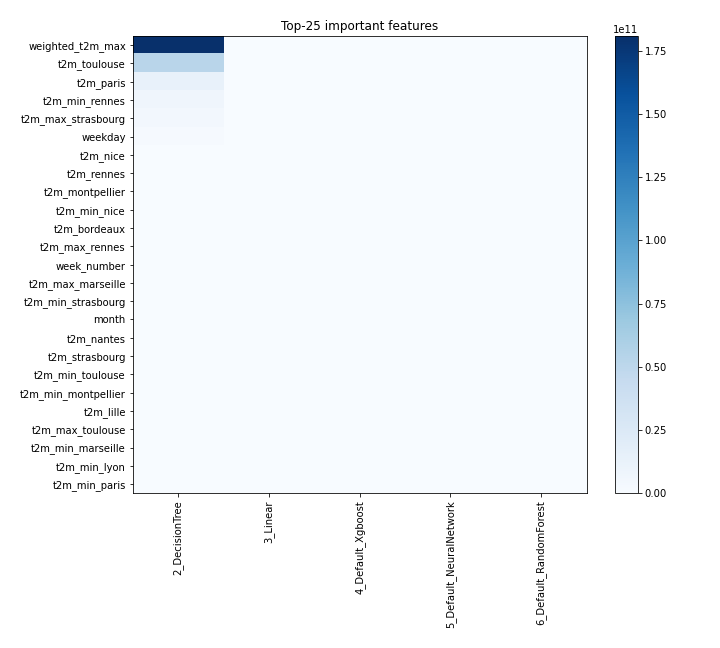 Top-25 important features
1e11
weighted_t2m_max
t2m_toulouse
t2m_paris
t2m_min_rennes
t2m_max_strasbourg
weekday
t2m_nice
t2m_rennes
t2m_montpellier
t2m_min_nice
t2m_bordeaux
t2m_max_rennes
week_number
t2m_max_marseille
t2m_min_strasbourg
month
t2m_nantes
t2m_strasbourg
t2m_min_toulouse
t2m_min_montpellier
t2m_lille
t2m_max_toulouse
t2m_min_marseille
t2m_min_lyon
t2m_min_paris
2_DecisionTree
3_Linear
4_Default_Xgboost
5_Default_NeuralNetwork
6_Default_RandomForest
1.75
1.50
1.25
1.00
0.75
0.50
0.25
0.00